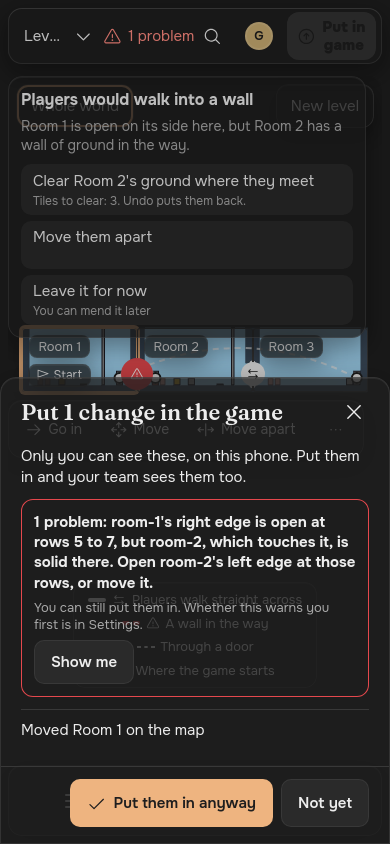 Lev...
1 problem
G
Put in
game
Whole world
New level
Players would walk into a wall
Room 1 is open on its side here, but Room 2 has a
wall of ground in the way.
Clear Room 2's ground where they meet
Tiles to clear: 3. Undo puts them back.
Move them apart
Leave it for now
You can mend it later
Room 1
Room 2
Room 3
Start
Put 1 change in the game
Go in
Move
Move apart
...
Only you can see these, on this phone. Put them
in and your team sees them too.
1 problem: room-1's right edge is open at
rows 5 to 7, but room-2, which touches it, is
solid there. Open room-2's left edge at those
rows, or move it.
Players walk straight across
You can still put them in. Whether this warns you
first is in Settings.
A wall in the way
Show me
Through a door
Where the game starts
Moved Room 1 on the map
Put them in anyway
Not yet